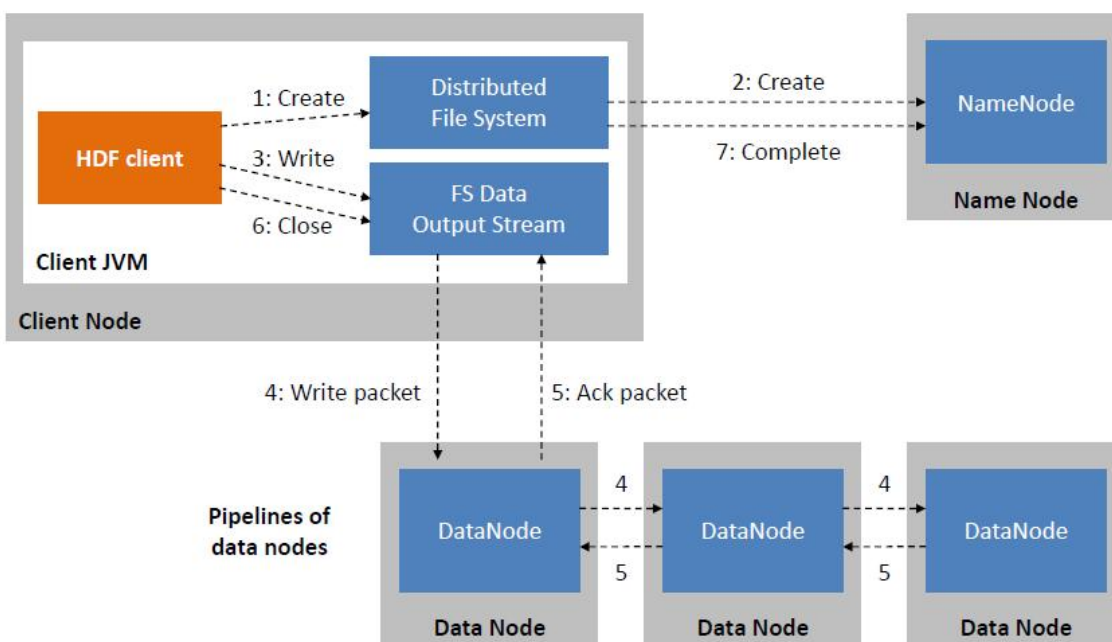 1: Create
Distributed
File System
2: Create
NameNode
HDF client
3: Write
7: Complete
FS Data
Output Stream
6: Close
Name Node
Client JVM
Client Node
4: Write packet
5: Ack packet
Pipelines of
data nodes
DataNode
4
5
DataNode
4
5
DataNode
Data Node
Data Node
Data Node